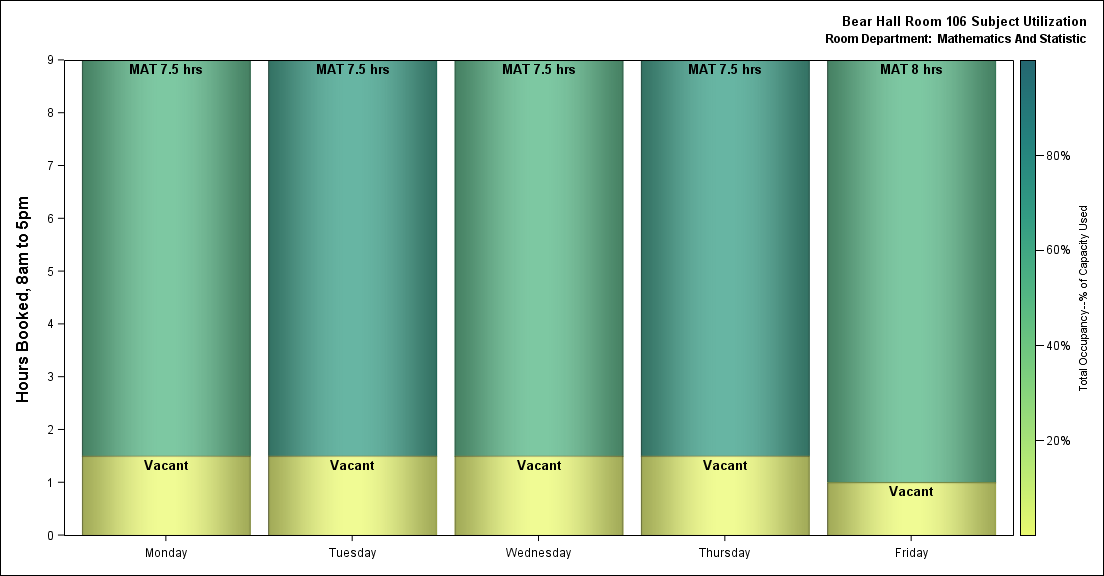 Bear Hall Room 106 Subject Utilization
Room Department: Mathematics And Statistic
Hours Booked, 8am to 5pm
9
8
7
6
5
4
3
2
1
0
MAT 7.5 hrs
MAT 7.5 hrs
MAT 7.5 hrs
MAT 7.5 hrs
MAT 8 hrs
Vacant
Vacant
Vacant
Vacant
Vacant
Monday
Tuesday
Wednesday
Thursday
Friday
80%
60%
40%
20%
Total Occupancy--% of Capacity Used